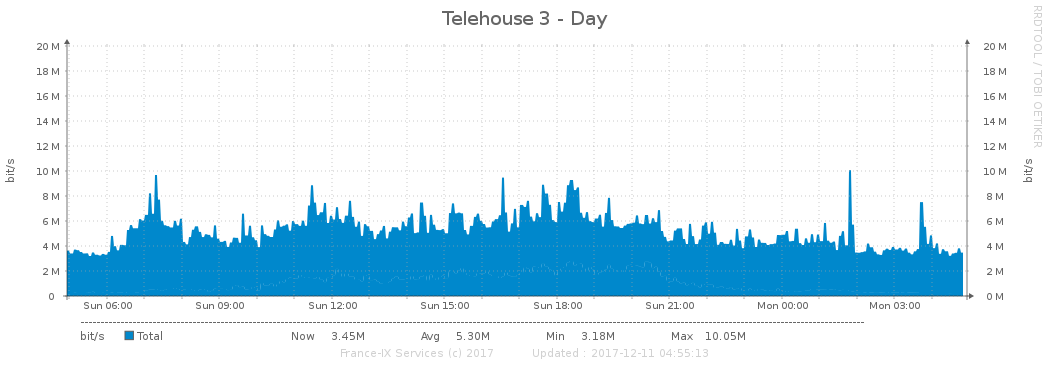 Telehouse 3 - Day
RRDTOOL / TOBI OETIKER
bit/s
bit/s
20 M 20 M
18 M 18 M
16 M 16 M
14 M 14 M
12 M 12 M
10 M 10 M
8 M 8 M
6 M 6 M
4 M 4 M
2 M 2 M
0 0 M
Sun 06:00 Sun 09:00 Sun 12:00 Sun 15:00 Sun 18:00 Sun 21:00 Mon 00:00 Mon 03:00
bit/s Total Now 3.45M Avg 5.30M Min 3.18M Max 10.05M
France-IX Services (c) 2017 Updated : 2017-12-11 04:55:13